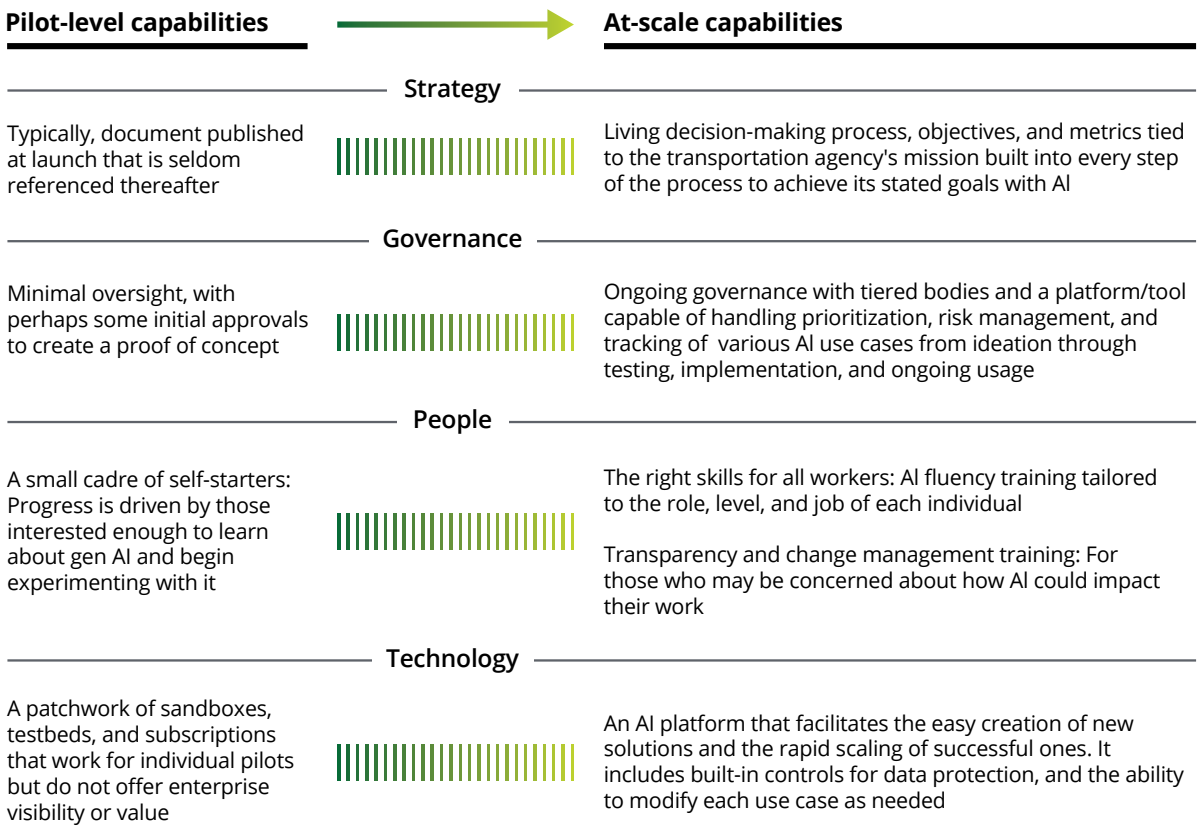 Pilot-level capabilities
At-scale capabilities
Strategy
Typically, document published
at launch that is seldom
referenced thereafter
Living decision-making process, objectives, and metrics tied
to the transportation agency's mission built into every step
of the process to achieve its stated goals with AI
Governance
Minimal oversight, with
perhaps some initial approvals
to create a proof of concept
Ongoing governance with tiered bodies and a platform/tool
capable of handling prioritization, risk management, and
tracking of various AI use cases from ideation through
testing, implementation, and ongoing usage
People
A small cadre of self-starters:
Progress is driven by those
interested enough to learn
about gen AI and begin
experimenting with it
The right skills for all workers: AI fluency training tailored
to the role, level, and job of each individual
Transparency and change management training: For
those who may be concerned about how AI could impact
their work
Technology
A patchwork of sandboxes,
testbeds, and subscriptions
that work for individual pilots
but do not offer enterprise
visibility or value
An AI platform that facilitates the easy creation of new
solutions and the rapid scaling of successful ones. It
includes built-in controls for data protection, and the ability
to modify each use case as needed